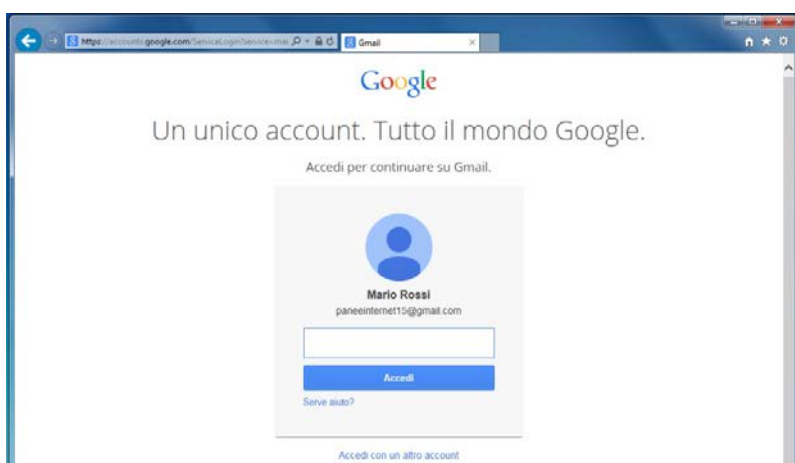 https://accounts.google.com/ServiceLogin?service=mai
Gmail
Google
Un unico account. Tutto il mondo Google.
Accedi per continuare su Gmail.
Mario Rossi
paneeinternet15@gmail.com
Accedi
Serve aiuto?
Accedi con un altro account